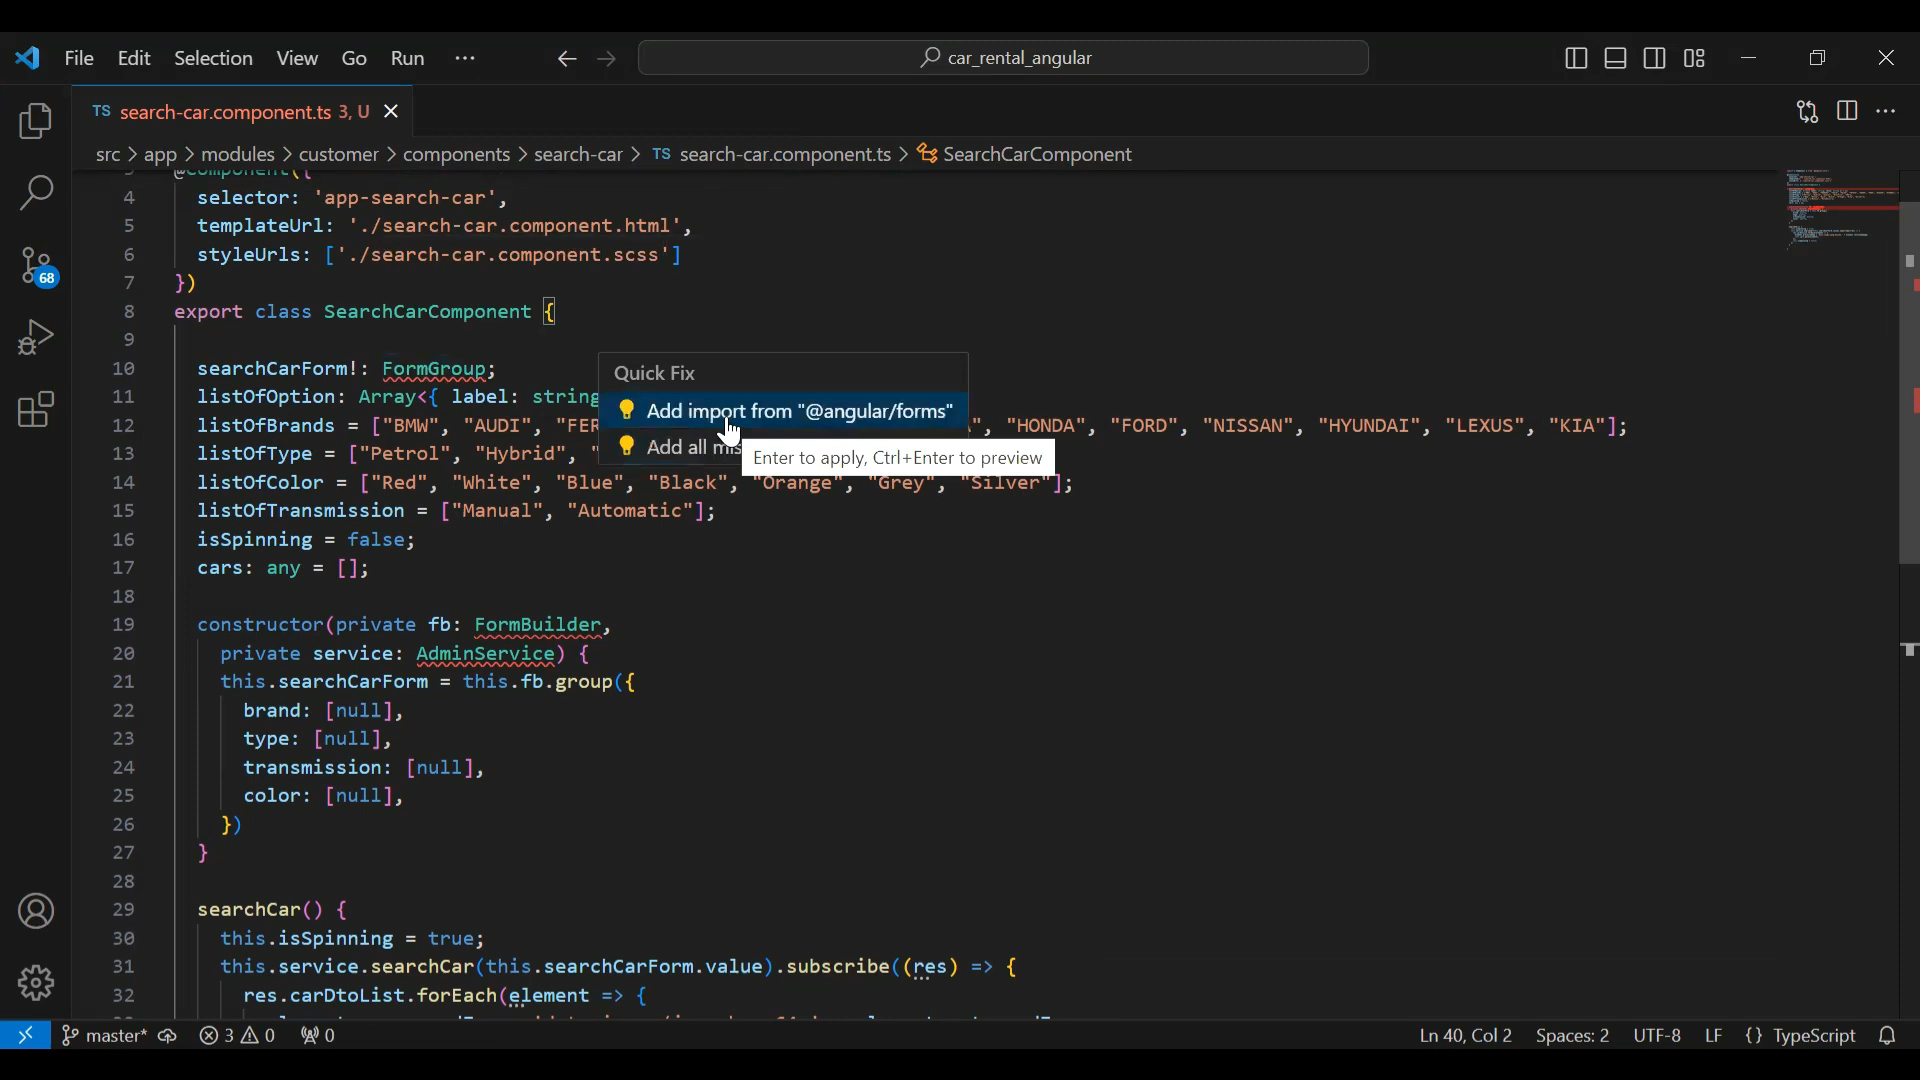 File Edit Selection View Go Run ··· ← → car_rental_angular
TS search-car.component.ts 3, U
src > app > modules > customer > components > search-car > TS search-car.component.ts > SearchCarComponent
3 @Component({
4 selector: 'app-search-car',
5 templateUrl: './search-car.component.html',
6 styleUrls: ['./search-car.component.scss']
7 })
8 export class SearchCarComponent {
9
10 searchCarForm!: FormGroup;
Quick Fix
11 listOfOption: Array<{ label: string
Add import from "@angular/forms"
12 listOfBrands = ["BMW", "AUDI", "FER ", "HONDA", "FORD", "NISSAN", "HYUNDAI", "LEXUS", "KIA"];
Add all mis
13 listOfType = ["Petrol", "Hybrid", "
Enter to apply, Ctrl+Enter to preview
14 listOfColor = ["Red", "White", "Blue", "Black", "Orange", "Grey", "Silver"];
15 listOfTransmission = ["Manual", "Automatic"];
16 isSpinning = false;
17 cars: any = [];
18
19 constructor(private fb: FormBuilder,
20 private service: AdminService) {
21 this.searchCarForm = this.fb.group({
22 brand: [null],
23 type: [null],
24 transmission: [null],
25 color: [null],
26 })
27 }
28
29 searchCar() {
30 this.isSpinning = true;
31 this.service.searchCar(this.searchCarForm.value).subscribe((res) => {
32 res.carDtoList.forEach(element => {
68
master* 3 0 0 Ln 40, Col 2 Spaces: 2 UTF-8 LF {} TypeScript